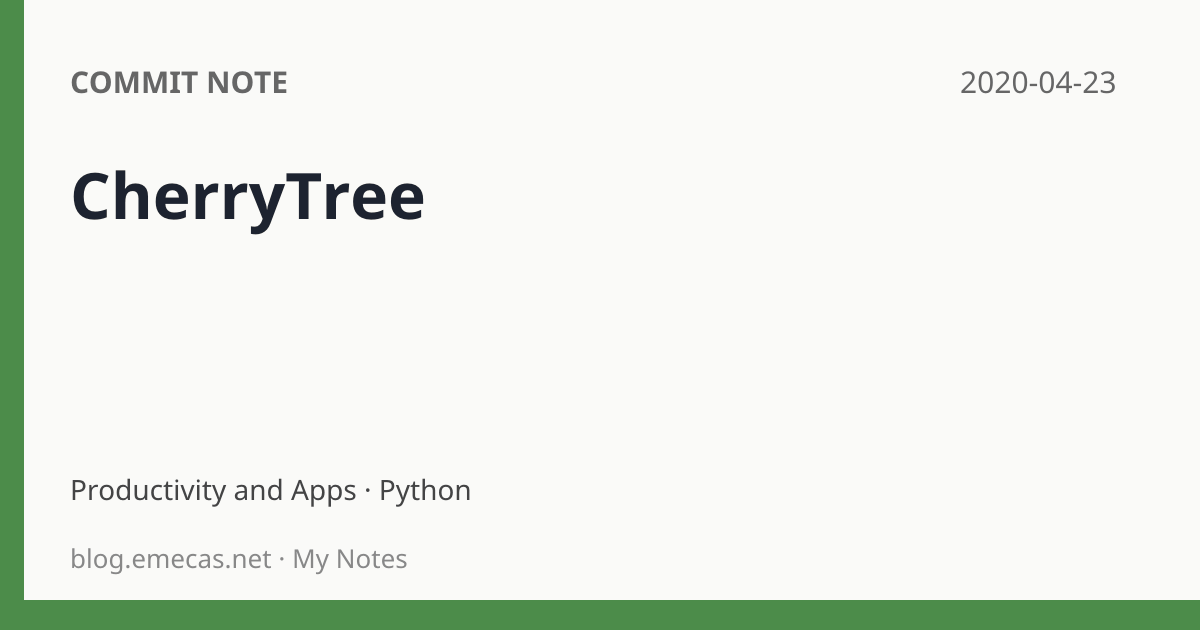 COMMIT NOTE
2020-04-23
CherryTree
Productivity and Apps · Python
blog.emecas.net · My Notes